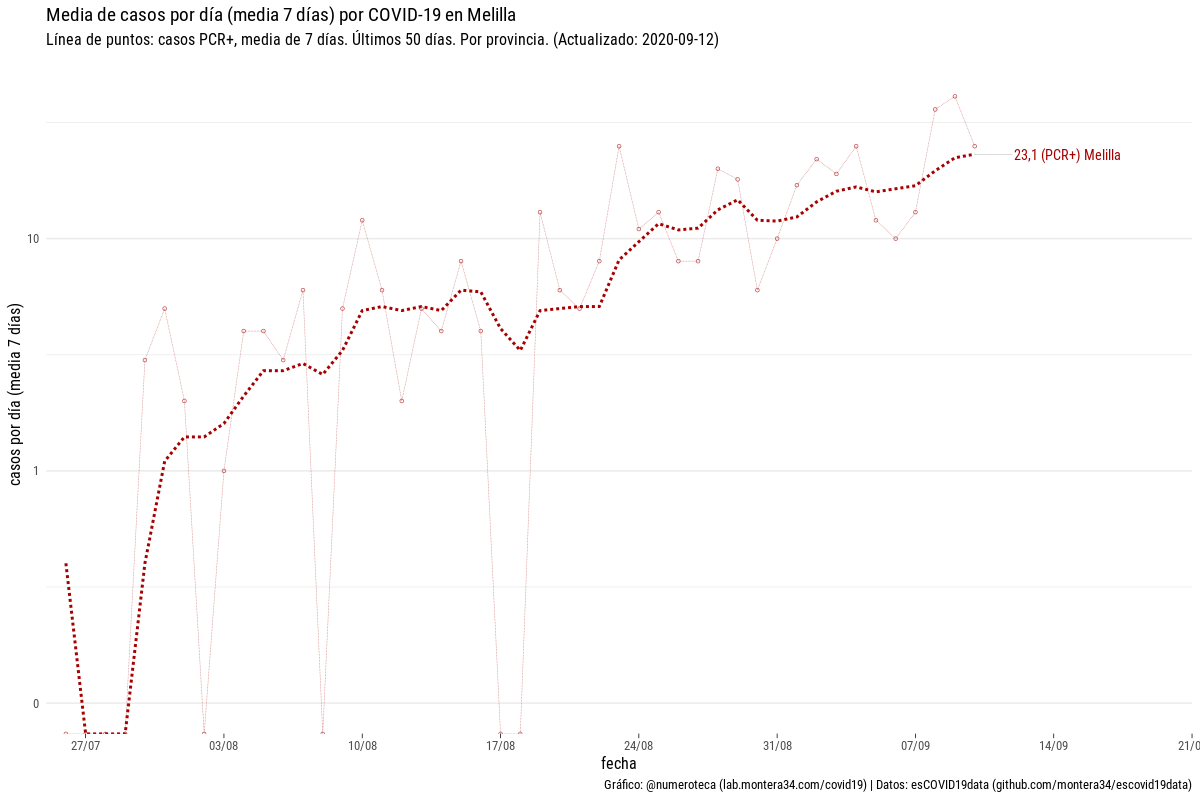 Media de casos por día (media 7 días) por COVID-19 en Melilla
Línea de puntos: casos PCR+, media de 7 días. Últimos 50 días. Por provincia. (Actualizado: 2020-09-12)
casos por día (media 7 días)
10
1
0
23,1 (PCR+) Melilla
27/07 03/08 10/08 17/08 24/08 31/08 07/09 14/09 21/0
fecha
Gráfico: @numeroteca (lab.montera34.com/covid19) | Datos: esCOVID19data (github.com/montera34/escovid19data)